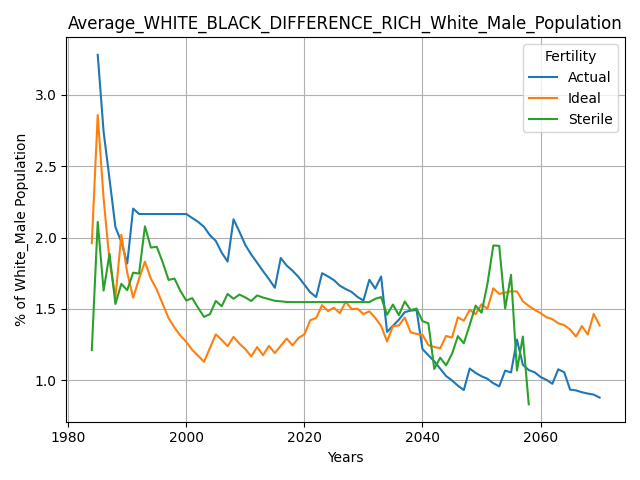 Average_WHITE_BLACK_DIFFERENCE_RICH_White_Male_Population
Fertility
Actual
Ideal
Sterile
% of White_Male Population
3.0
2.5
2.0
1.5
1.0
1980 2000 2020 2040 2060
Years